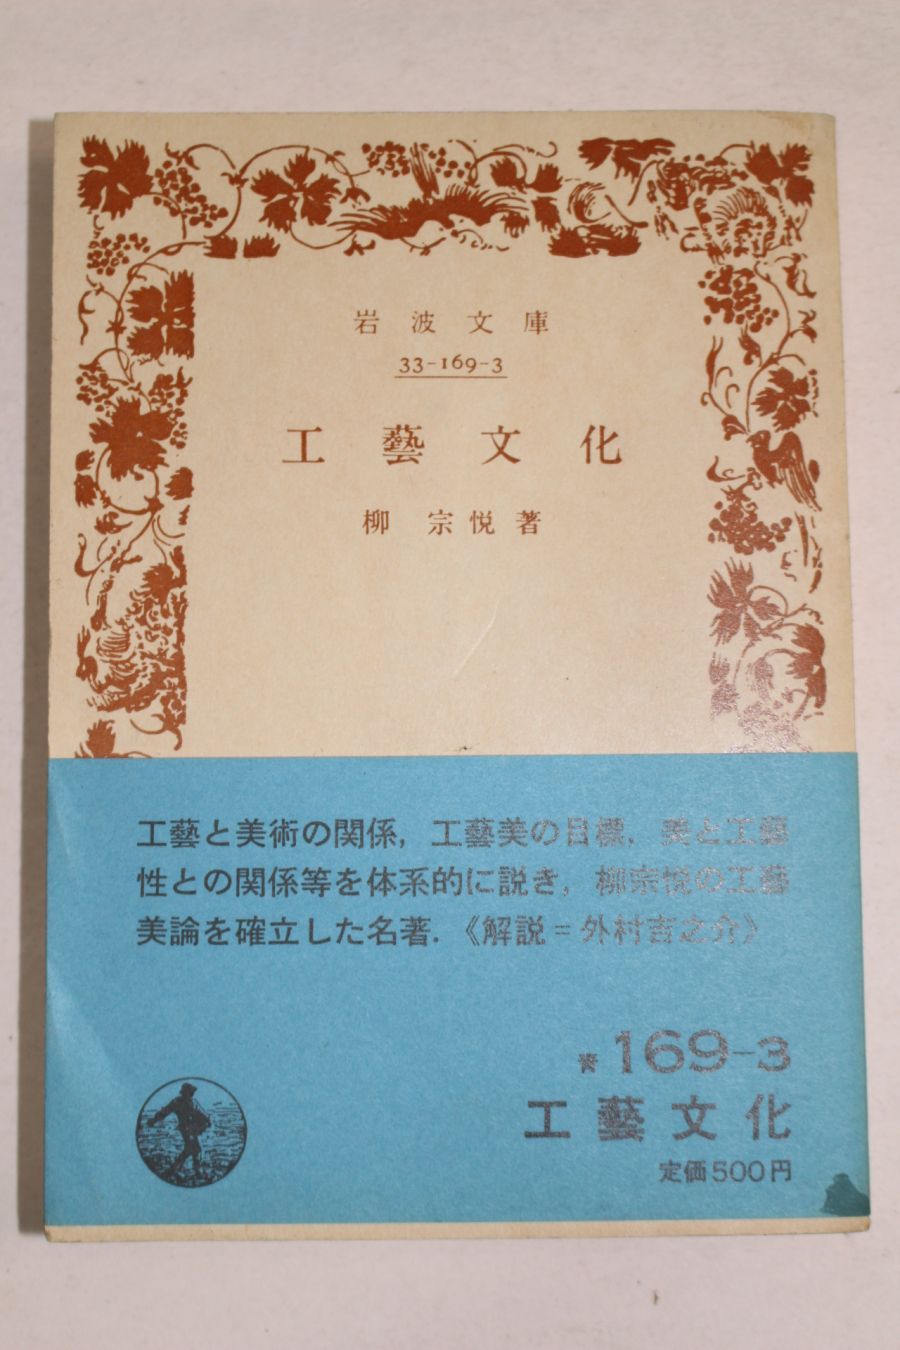 岩波文庫
33-169-3
工藝文化
柳 宗悦著
工藝と美術の関係，工藝美の目標．美と工藝
性との関係等を体系的に説き，柳宗悦の工藝
美論を確立した名著．《解説＝外村吉之介》
青 169-3
工藝文化
定価500円